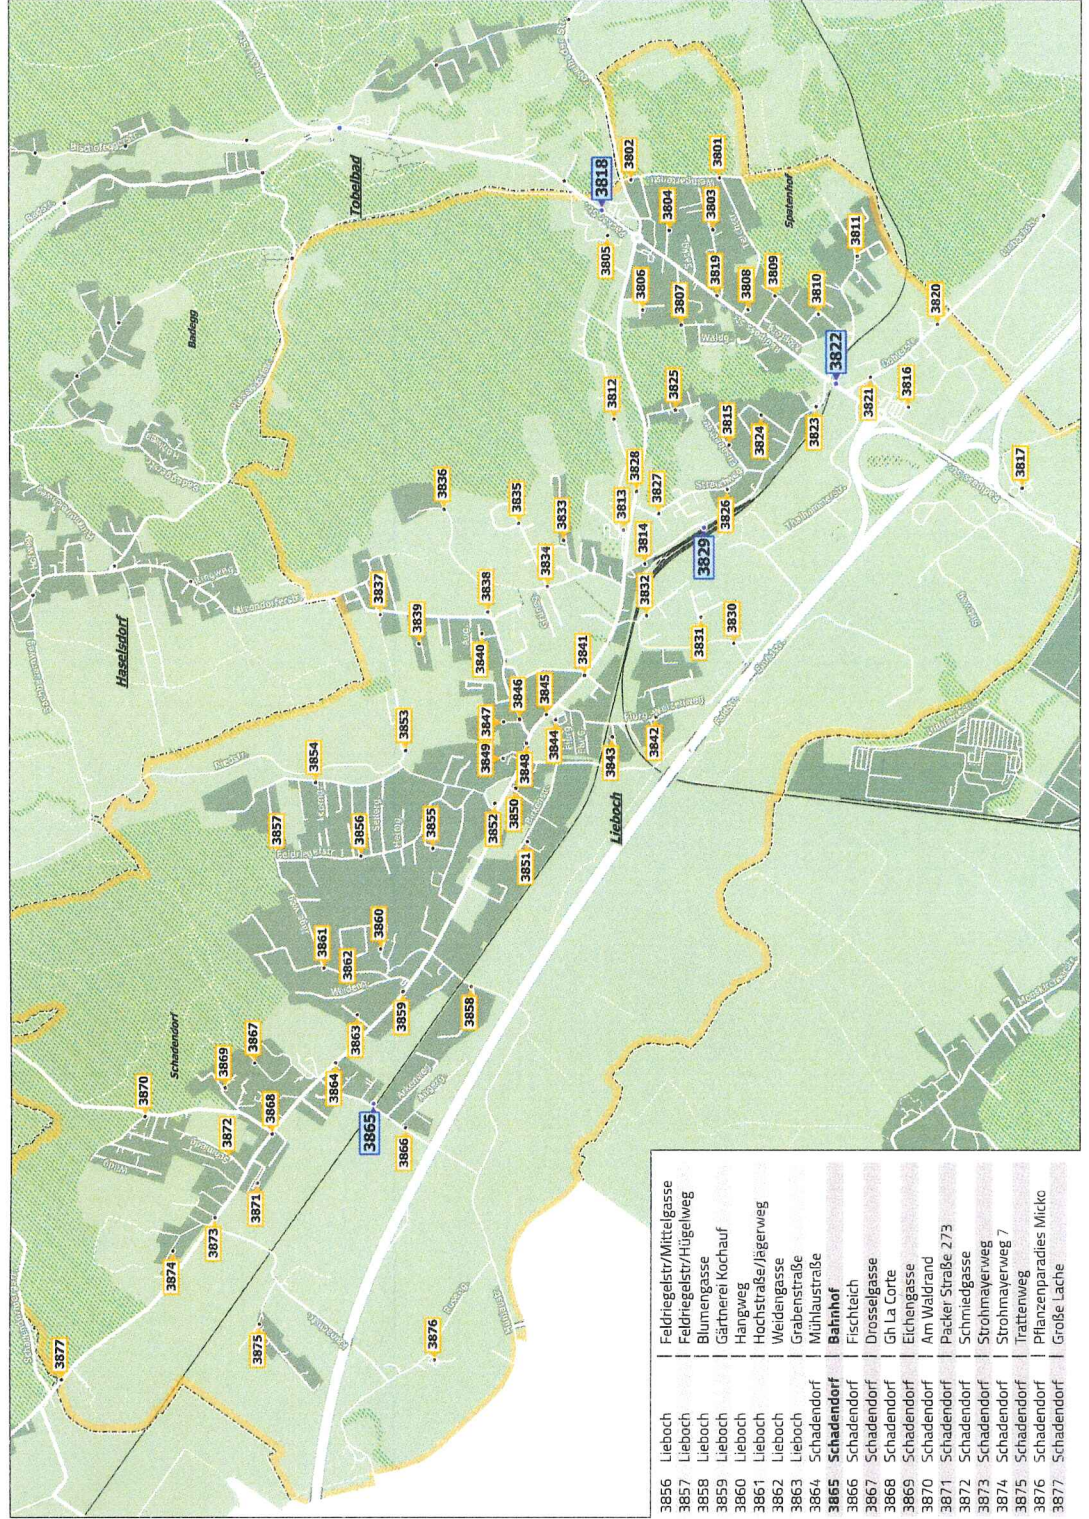 3856 Lieboch | Feldriegelstr/Mittelgasse
3857 Lieboch | Feldriegelstr/Hügelweg
3858 Lieboch | Blumengasse
3859 Lieboch | Gärtnerei Kochauf
3860 Lieboch | Hangweg
3861 Lieboch | Hochstraße/Jägerweg
3862 Lieboch | Weidengasse
3863 Lieboch | Grabenstraße
3864 Schadendorf | Mühlaustraße
3865 Schadendorf | Bahnhof
3866 Schadendorf | Fischteich
3867 Schadendorf | Drosselgasse
3868 Schadendorf | Gh La Corte
3869 Schadendorf | Eichengasse
3870 Schadendorf | Am Waldrand
3871 Schadendorf | Packer Straße 273
3872 Schadendorf | Schmiedgasse
3873 Schadendorf | Strohmayerweg
3874 Schadendorf | Strohmayerweg 7
3875 Schadendorf | Trattenweg
3876 Schadendorf | Pflanzenparadies Micko
3877 Schadendorf | Große Lache
3877
3874
3873
3875
3876
3870
3872
3871
3868
3869
3867
Schadendorf
3864
3865
3866
3863
3859
3858
3861
3862
3860
3857
3856
3855
3854
3853
3852
3851
3850
3849
3848
3847
3846
3845
3844
3843
3842
3841
Lieboch
3840
3839
3838
3837
Haselsdorf
3836
3835
3834
3833
3832
3831
3830
3829
3828
3827
3826
3825
3824
3823
3822
3821
3820
3819
3818
3817
3816
3815
3814
3813
3812
3811
3810
3809
3808
3807
3806
3805
3804
3803
3802
3801
Spatenhof
Tobelbad
Badegg
Feldriegelstr.
Riedstr.
Ringweg
Waldg.
Thalhammerstr.
Helmg.
Weideng.